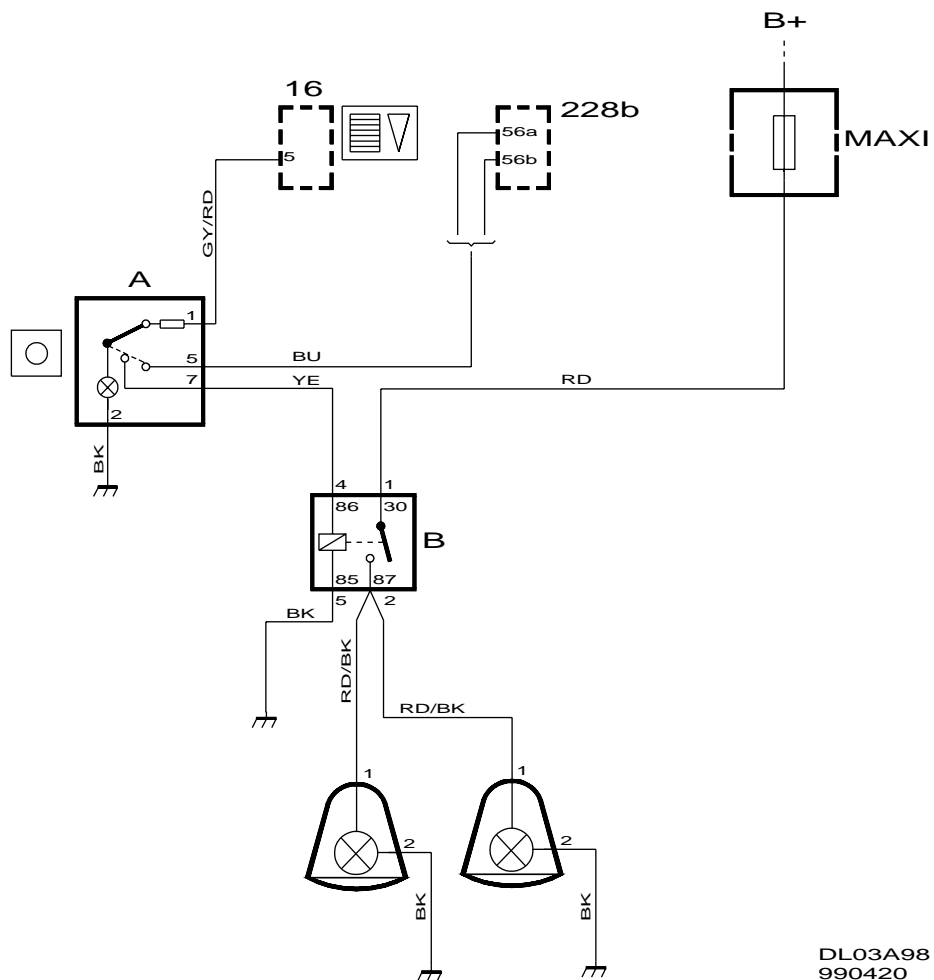 B+
16
228b
MAXI
5
56a
56b
GY/RD
A
1
5
BU
7
YE
RD
2
BK
4
1
86
30
B
85
87
5
2
BK
RD/BK
RD/BK
1
1
2
2
BK
BK
DL03A98
990420